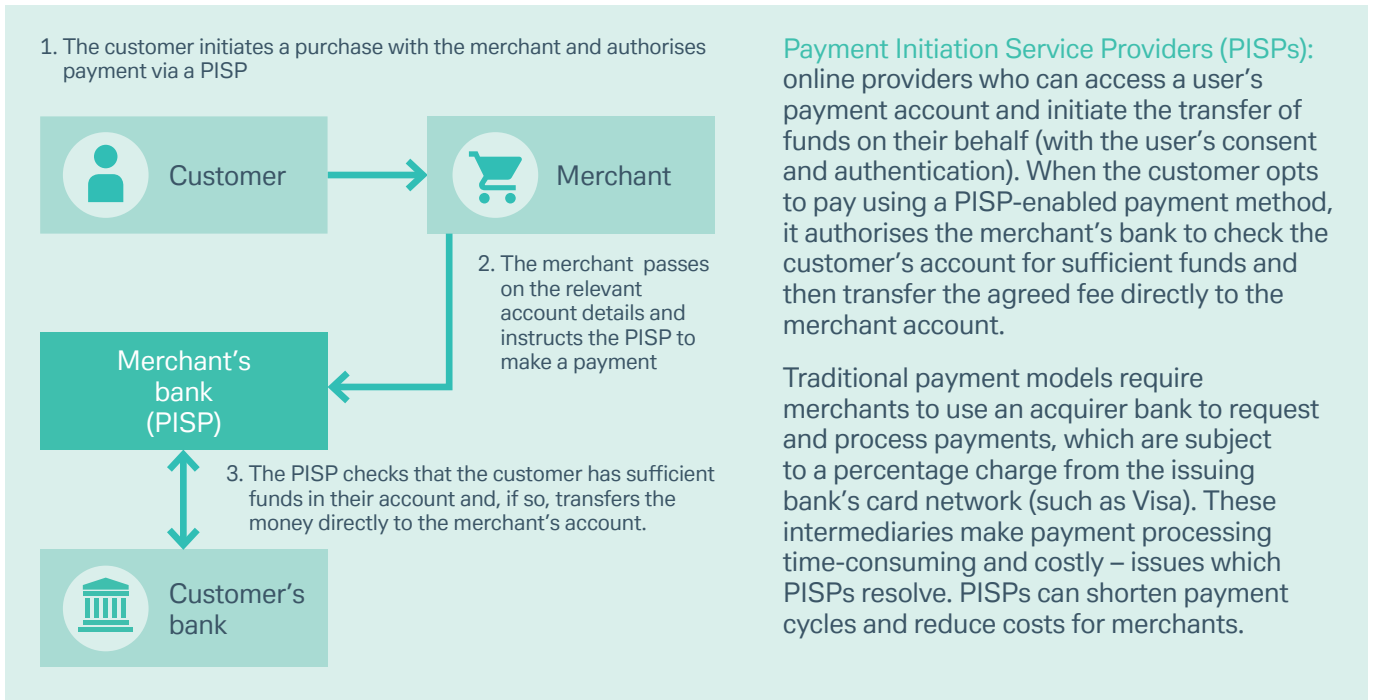 1. The customer initiates a purchase with the merchant and authorises
payment via a PISP
Customer
Merchant
2. The merchant passes
on the relevant
account details and
instructs the PISP to
make a payment
Merchant's
bank
(PISP)
3. The PISP checks that the customer has sufficient
funds in their account and, if so, transfers the
money directly to the merchant's account.
Customer's
bank
Payment Initiation Service Providers (PISPs):
online providers who can access a user's
payment account and initiate the transfer of
funds on their behalf (with the user's consent
and authentication). When the customer opts
to pay using a PISP-enabled payment method,
it authorises the merchant's bank to check the
customer's account for sufficient funds and
then transfer the agreed fee directly to the
merchant account.
Traditional payment models require
merchants to use an acquirer bank to request
and process payments, which are subject
to a percentage charge from the issuing
bank's card network (such as Visa). These
intermediaries make payment processing
time-consuming and costly – issues which
PISPs resolve. PISPs can shorten payment
cycles and reduce costs for merchants.